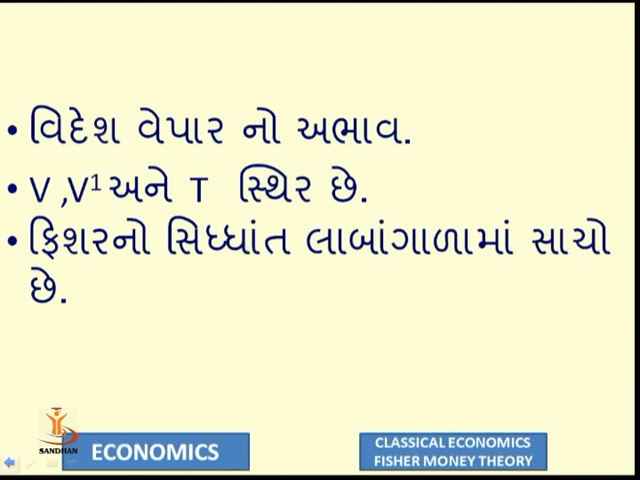 • વિદેશ વેપાર નો અભાવ.
• V ,V¹ અને T સ્થિર છે.
• ફિશરનો સિધ્ધાંત લાબાંગાળામાં સાચો
છે.
SANDHAN
ECONOMICS
CLASSICAL ECONOMICS
FISHER MONEY THEORY